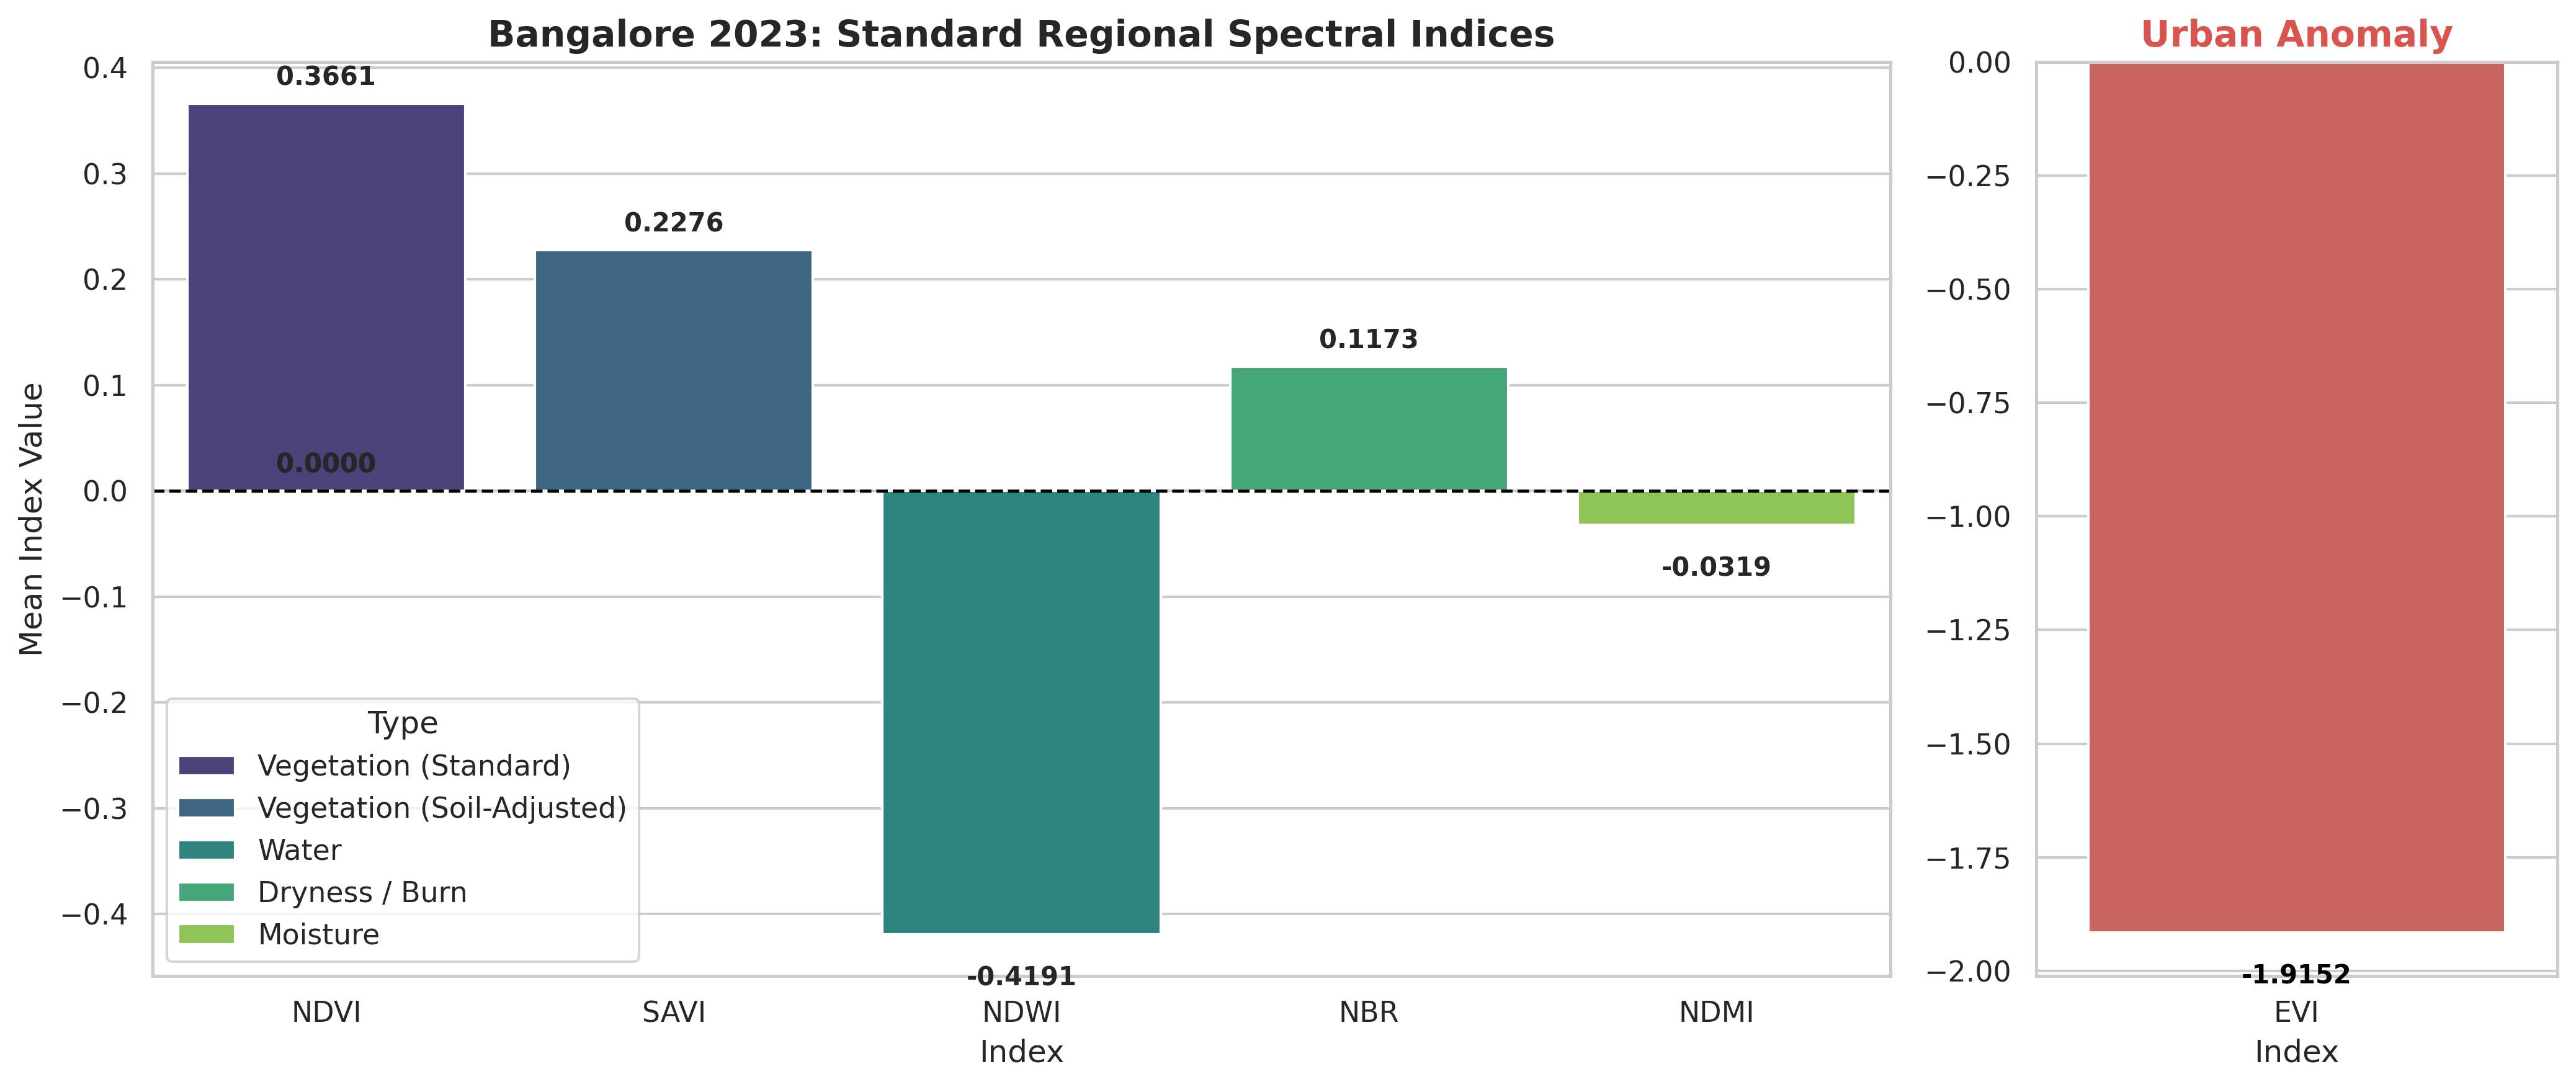 Bangalore 2023: Standard Regional Spectral Indices
Mean Index Value
0.4
0.3
0.2
0.1
0.0
−0.1
−0.2
−0.3
−0.4
0.3661
0.0000
0.2276
-0.4191
0.1173
-0.0319
Type
Vegetation (Standard)
Vegetation (Soil-Adjusted)
Water
Dryness / Burn
Moisture
NDVI
SAVI
NDWI
NBR
NDMI
Index
Urban Anomaly
0.00
−0.25
−0.50
−0.75
−1.00
−1.25
−1.50
−1.75
−2.00
-1.9152
EVI
Index